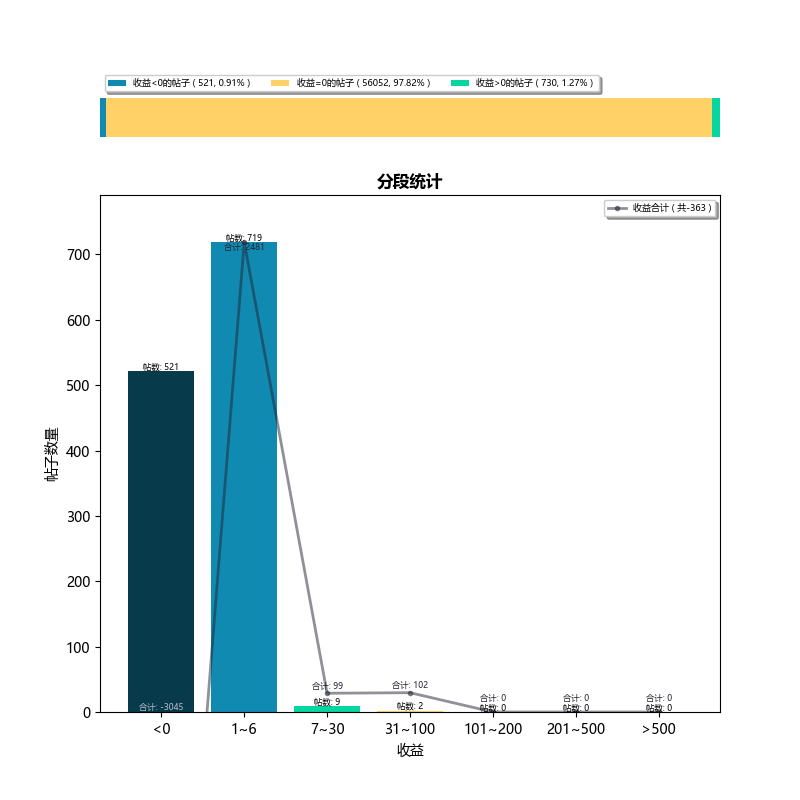 收益<0的帖子 ( 521, 0.91% ) 收益=0的帖子 ( 56052, 97.82% ) 收益>0的帖子 ( 730, 1.27% )
分段统计
收益合计 ( 共-363 )
帖子数量
700
600
500
400
300
200
100
0
帖数: 521
合计: -3045
帖数: 719
合计: 2481
合计: 99
帖数: 9
合计: 102
帖数: 2
合计: 0
帖数: 0
合计: 0
帖数: 0
合计: 0
帖数: 0
<0 1~6 7~30 31~100 101~200 201~500 >500
收益